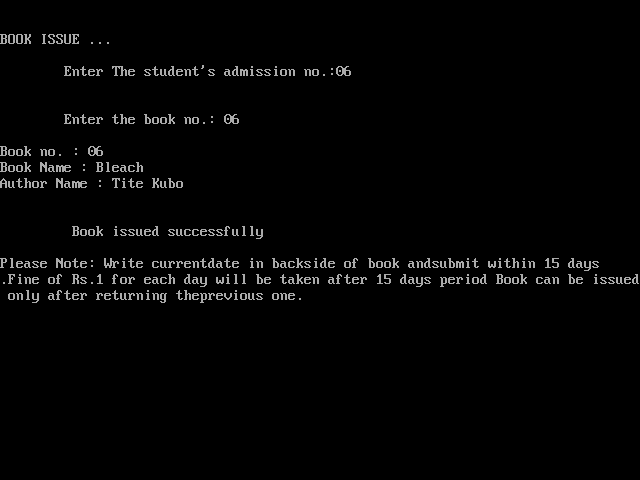 BOOK ISSUE ...
Enter The student's admission no.:06
Enter the book no.: 06
Book no. : 06
Book Name : Bleach
Author Name : Tite Kubo
Book issued successfully
Please Note: Write currentdate in backside of book andsubmit within 15 days
.Fine of Rs.1 for each day will be taken after 15 days period Book can be issued
only after returning theprevious one.